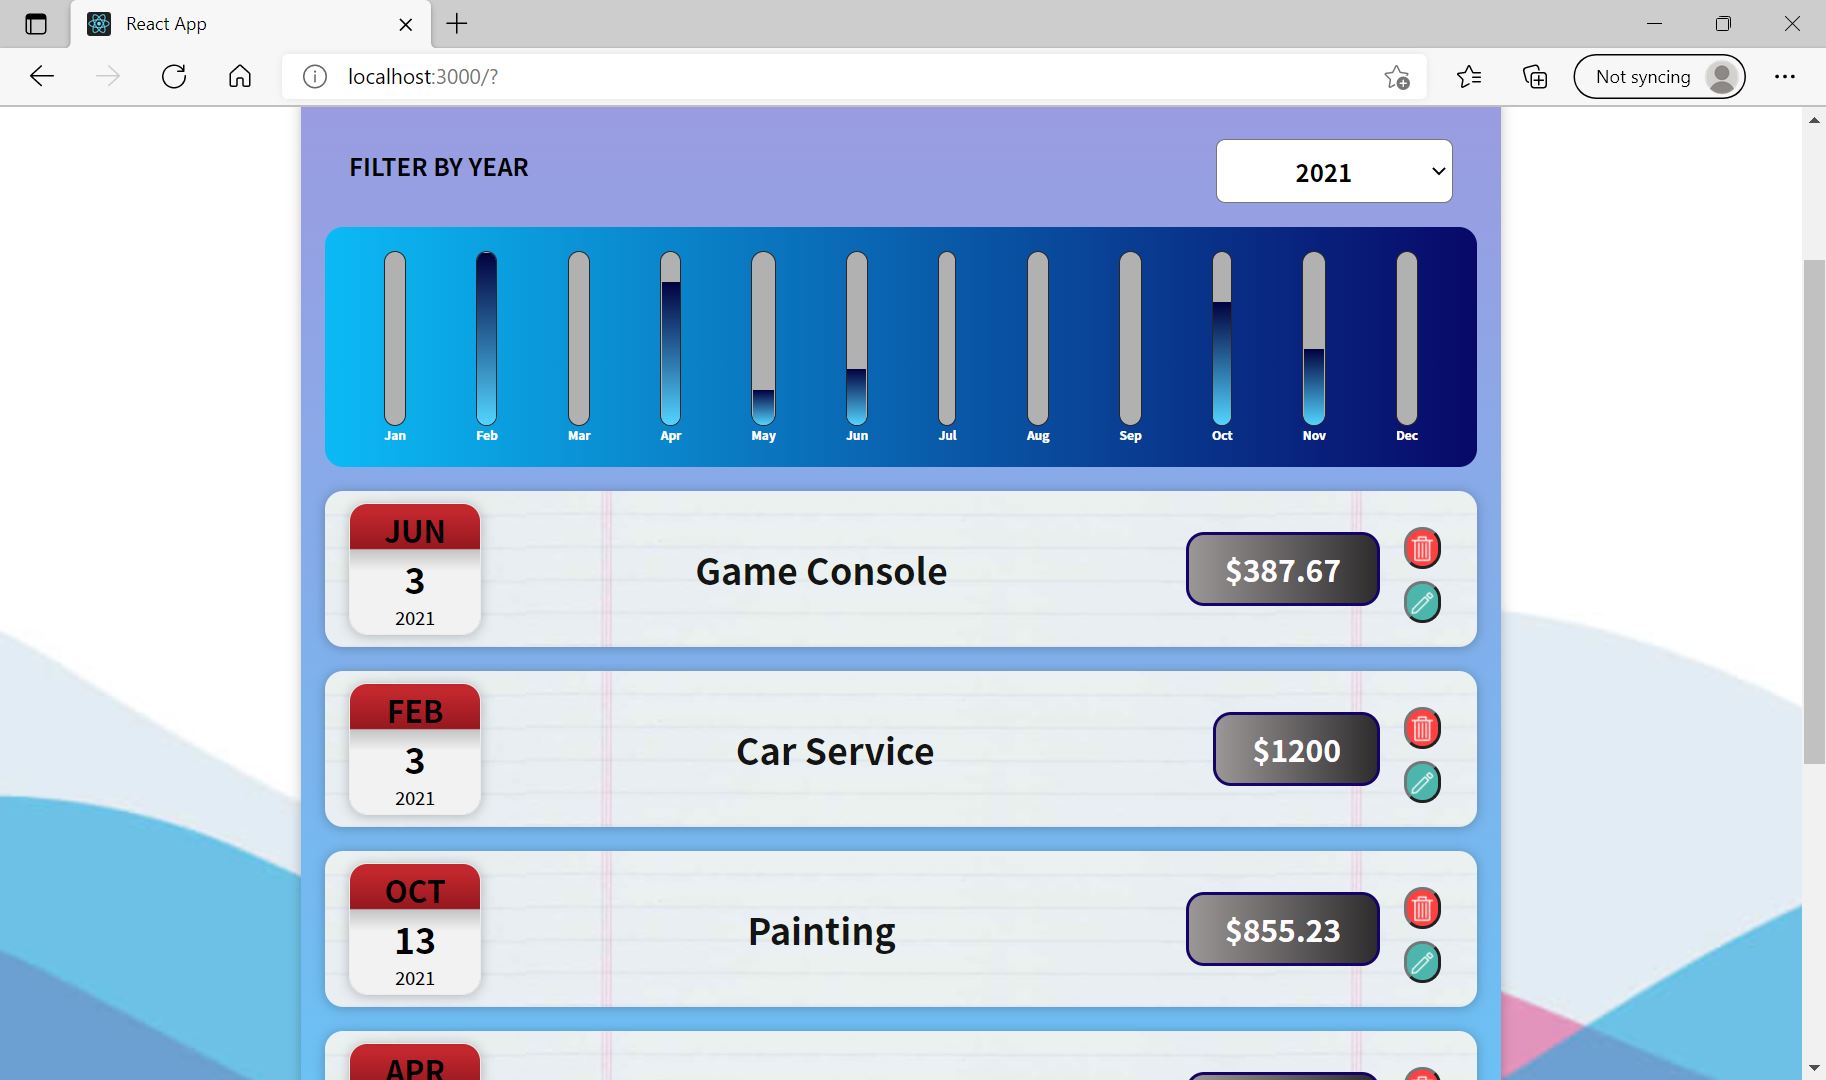 React App
localhost:3000/?
Not syncing
FILTER BY YEAR
2021
Jan Feb Mar Apr May Jun Jul Aug Sep Oct Nov Dec
JUN
3
2021
Game Console
$387.67
FEB
3
2021
Car Service
$1200
OCT
13
2021
Painting
$855.23
APR